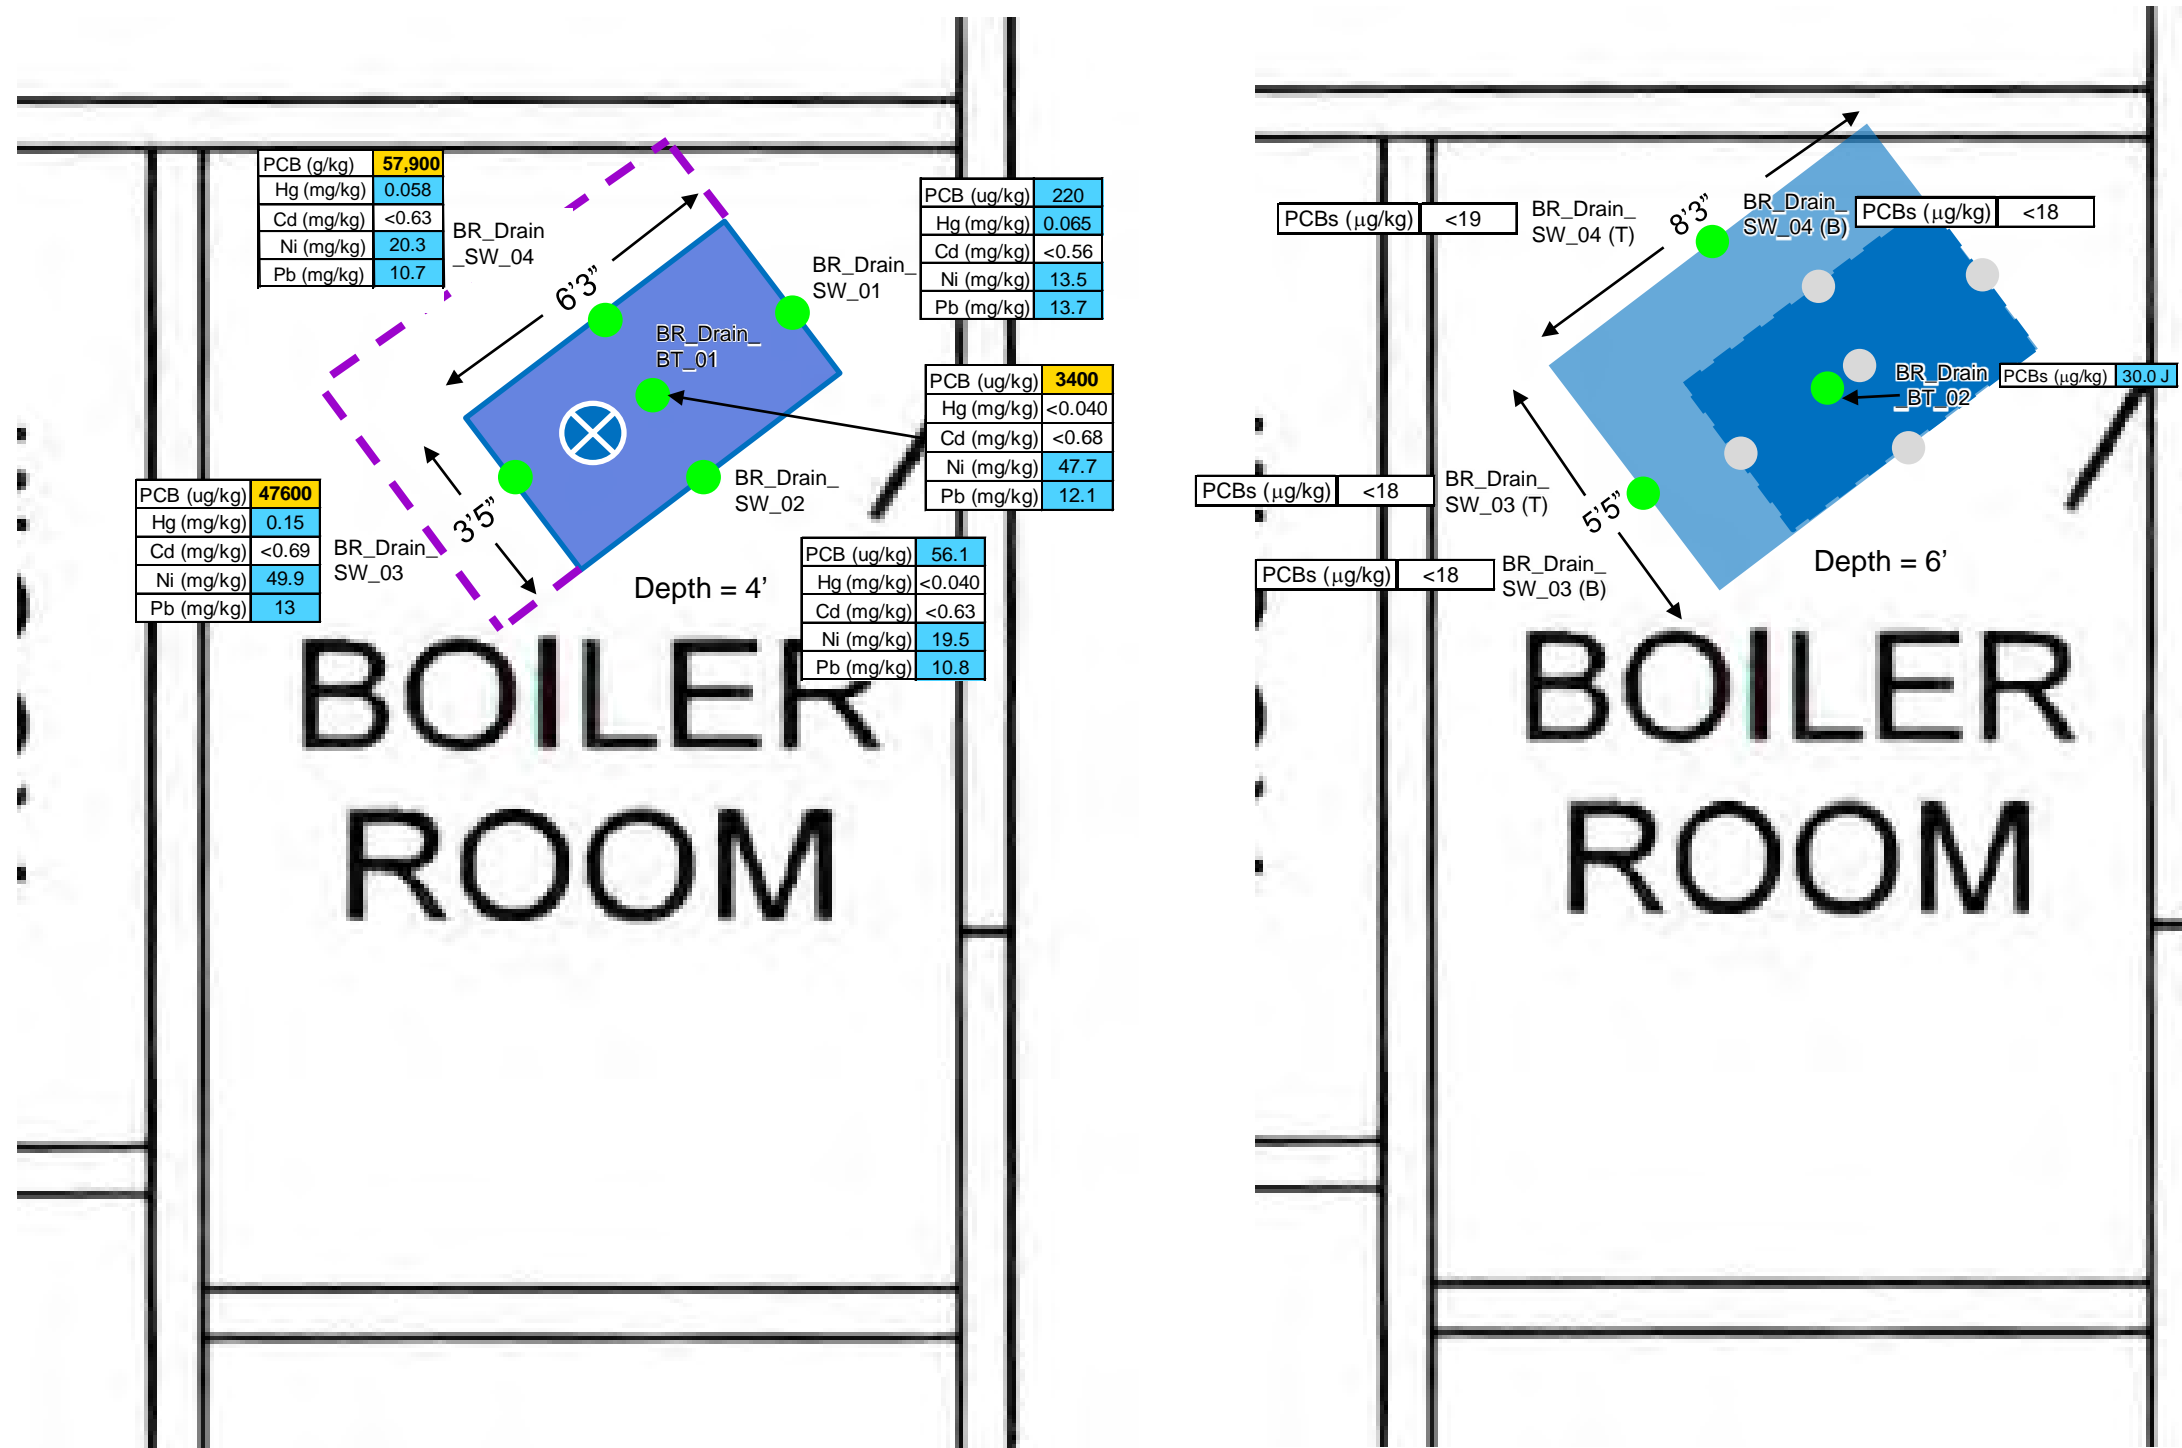 PCB (g/kg) 57,900
Hg (mg/kg) 0.058
Cd (mg/kg) <0.63
Ni (mg/kg) 20.3
Pb (mg/kg) 10.7
BR_Drain
_SW_04
6'3”
BR_Drain_
SW_01
PCB (ug/kg) 220
Hg (mg/kg) 0.065
Cd (mg/kg) <0.56
Ni (mg/kg) 13.5
Pb (mg/kg) 13.7
BR_Drain_
BT_01
PCB (ug/kg) 3400
Hg (mg/kg) <0.040
Cd (mg/kg) <0.68
Ni (mg/kg) 47.7
Pb (mg/kg) 12.1
PCB (ug/kg) 47600
Hg (mg/kg) 0.15
Cd (mg/kg) <0.69
Ni (mg/kg) 49.9
Pb (mg/kg) 13
BR_Drain_
SW_03
3'5”
BR_Drain_
SW_02
Depth = 4’
PCB (ug/kg) 56.1
Hg (mg/kg) <0.040
Cd (mg/kg) <0.63
Ni (mg/kg) 19.5
Pb (mg/kg) 10.8
BOILER
ROOM
PCBs (µg/kg) <19
BR_Drain_
SW_04 (T)
8'3”
BR_Drain_
SW_04 (B)
PCBs (µg/kg) <18
BR_Drain
_BT_02
PCBs (µg/kg) 30.0 J
PCBs (µg/kg) <18
BR_Drain_
SW_03 (T)
5'5”
PCBs (µg/kg) <18
BR_Drain_
SW_03 (B)
Depth = 6’
BOILER
ROOM